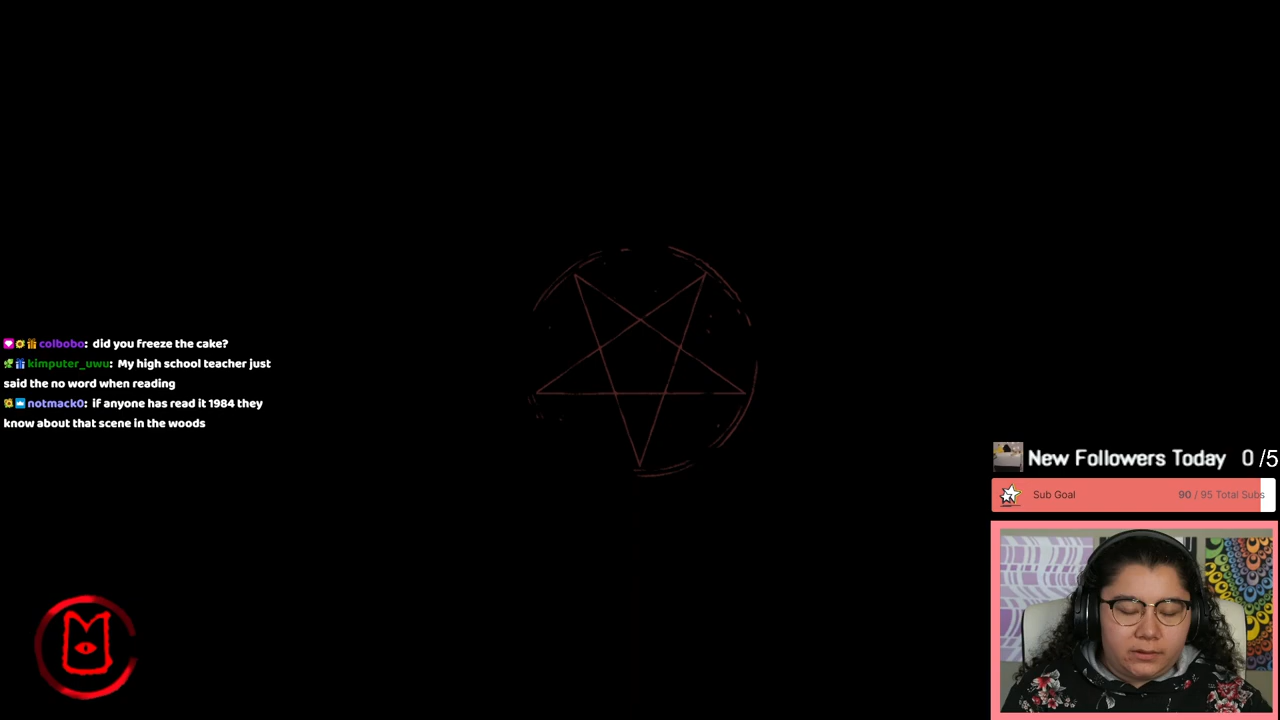 colbobo: did you freeze the cake?
kimputer_uwu: My high school teacher just
said the no word when reading
notmack0: if anyone has read it 1984 they
know about that scene in the woods
New Followers Today 0 /5
Sub Goal 90 / 95 Total Subs